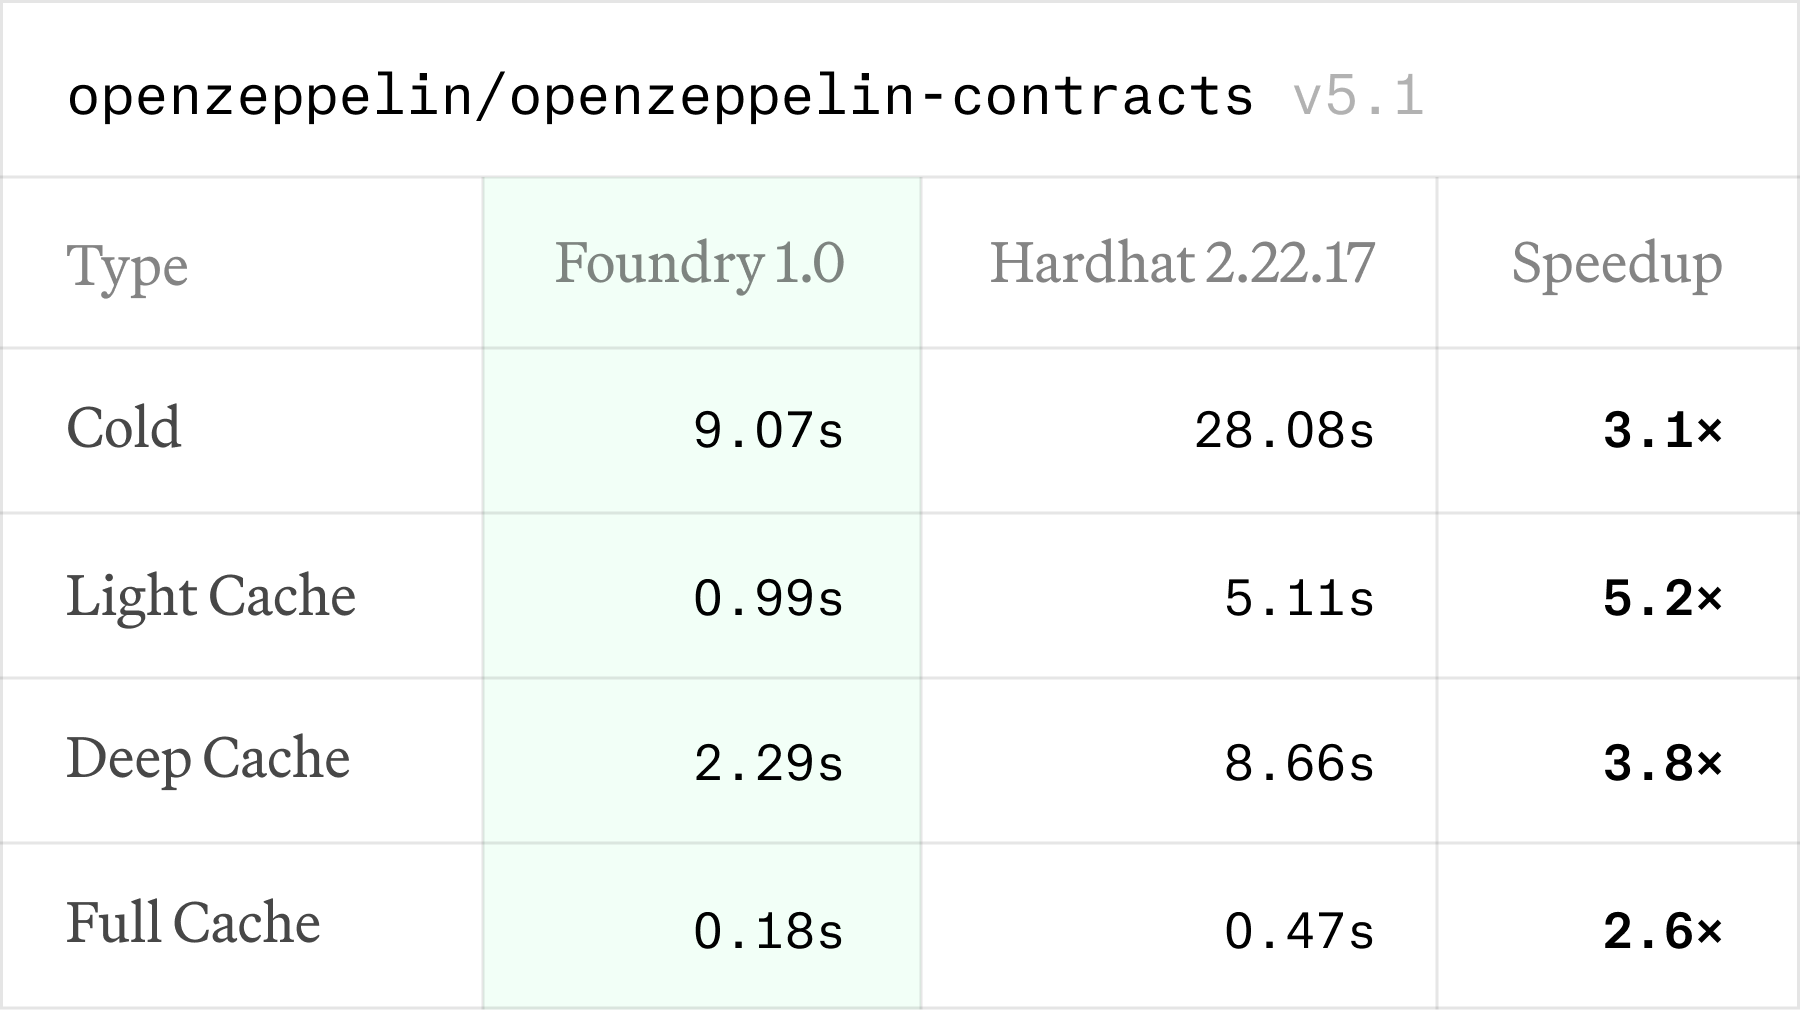 openzeppelin/openzeppelin-contracts v5.1
Type Foundry 1.0 Hardhat 2.22.17 Speedup
Cold 9.07s 28.08s 3.1×
Light Cache 0.99s 5.11s 5.2×
Deep Cache 2.29s 8.66s 3.8×
Full Cache 0.18s 0.47s 2.6×